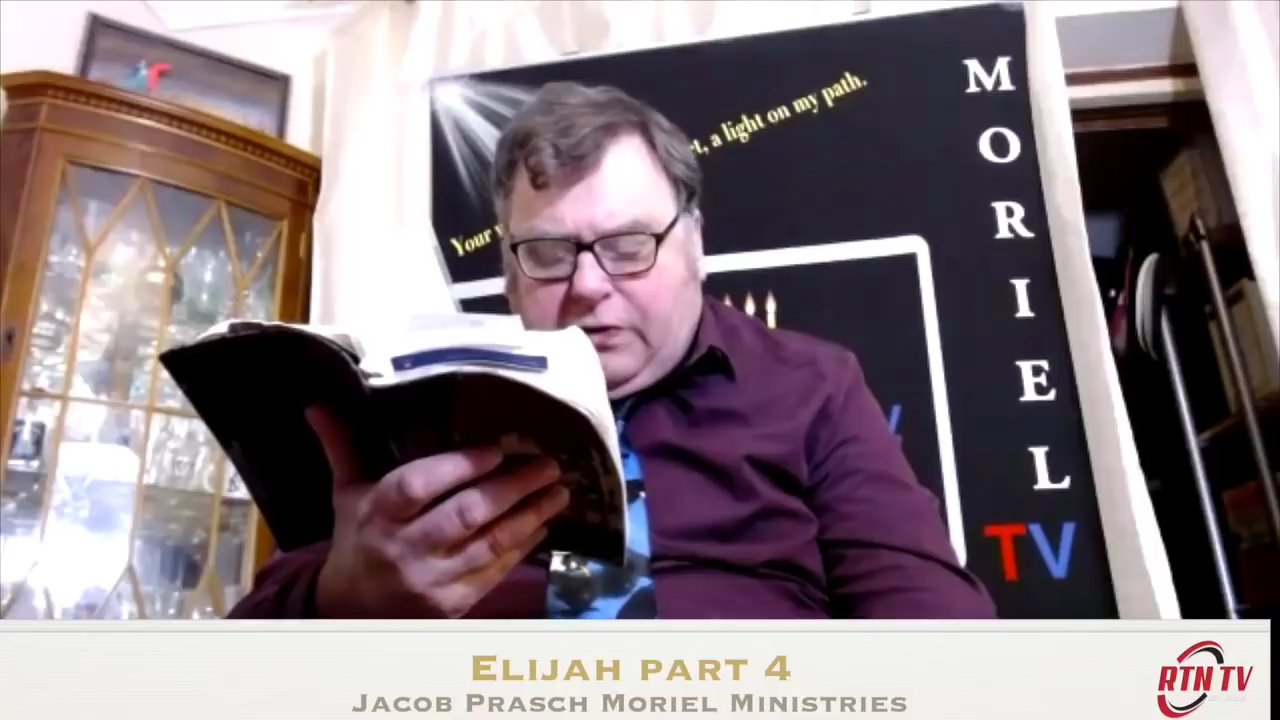 Your
a light on my path.
M
O
R
I
E
L
TV
ELIJAH PART 4
JACOB PRASCH MORIEL MINISTRIES
RTN TV